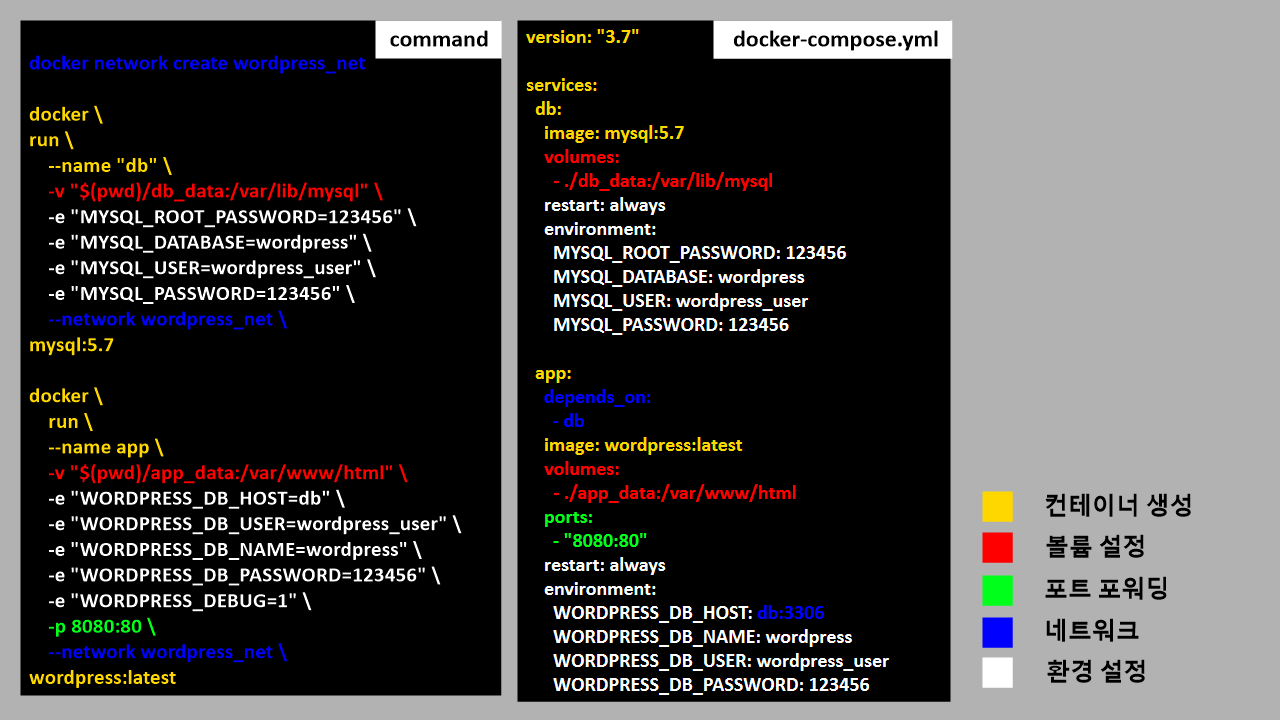 command
docker network create wordpress_net
docker \
run \
--name "db" \
-v "$(pwd)/db_data:/var/lib/mysql" \
-e "MYSQL_ROOT_PASSWORD=123456" \
-e "MYSQL_DATABASE=wordpress" \
-e "MYSQL_USER=wordpress_user" \
-e "MYSQL_PASSWORD=123456" \
--network wordpress_net \
mysql:5.7
docker \
run \
--name app \
-v "$(pwd)/app_data:/var/www/html" \
-e "WORDPRESS_DB_HOST=db" \
-e "WORDPRESS_DB_USER=wordpress_user" \
-e "WORDPRESS_DB_NAME=wordpress" \
-e "WORDPRESS_DB_PASSWORD=123456" \
-e "WORDPRESS_DEBUG=1" \
-p 8080:80 \
--network wordpress_net \
wordpress:latest
docker-compose.yml
version: "3.7"
services:
db:
image: mysql:5.7
volumes:
- ./db_data:/var/lib/mysql
restart: always
environment:
MYSQL_ROOT_PASSWORD: 123456
MYSQL_DATABASE: wordpress
MYSQL_USER: wordpress_user
MYSQL_PASSWORD: 123456
app:
depends_on:
- db
image: wordpress:latest
volumes:
- ./app_data:/var/www/html
ports:
- "8080:80"
restart: always
environment:
WORDPRESS_DB_HOST: db:3306
WORDPRESS_DB_NAME: wordpress
WORDPRESS_DB_USER: wordpress_user
WORDPRESS_DB_PASSWORD: 123456
컨테이너 생성
볼륨 설정
포트 포워딩
네트워크
환경 설정